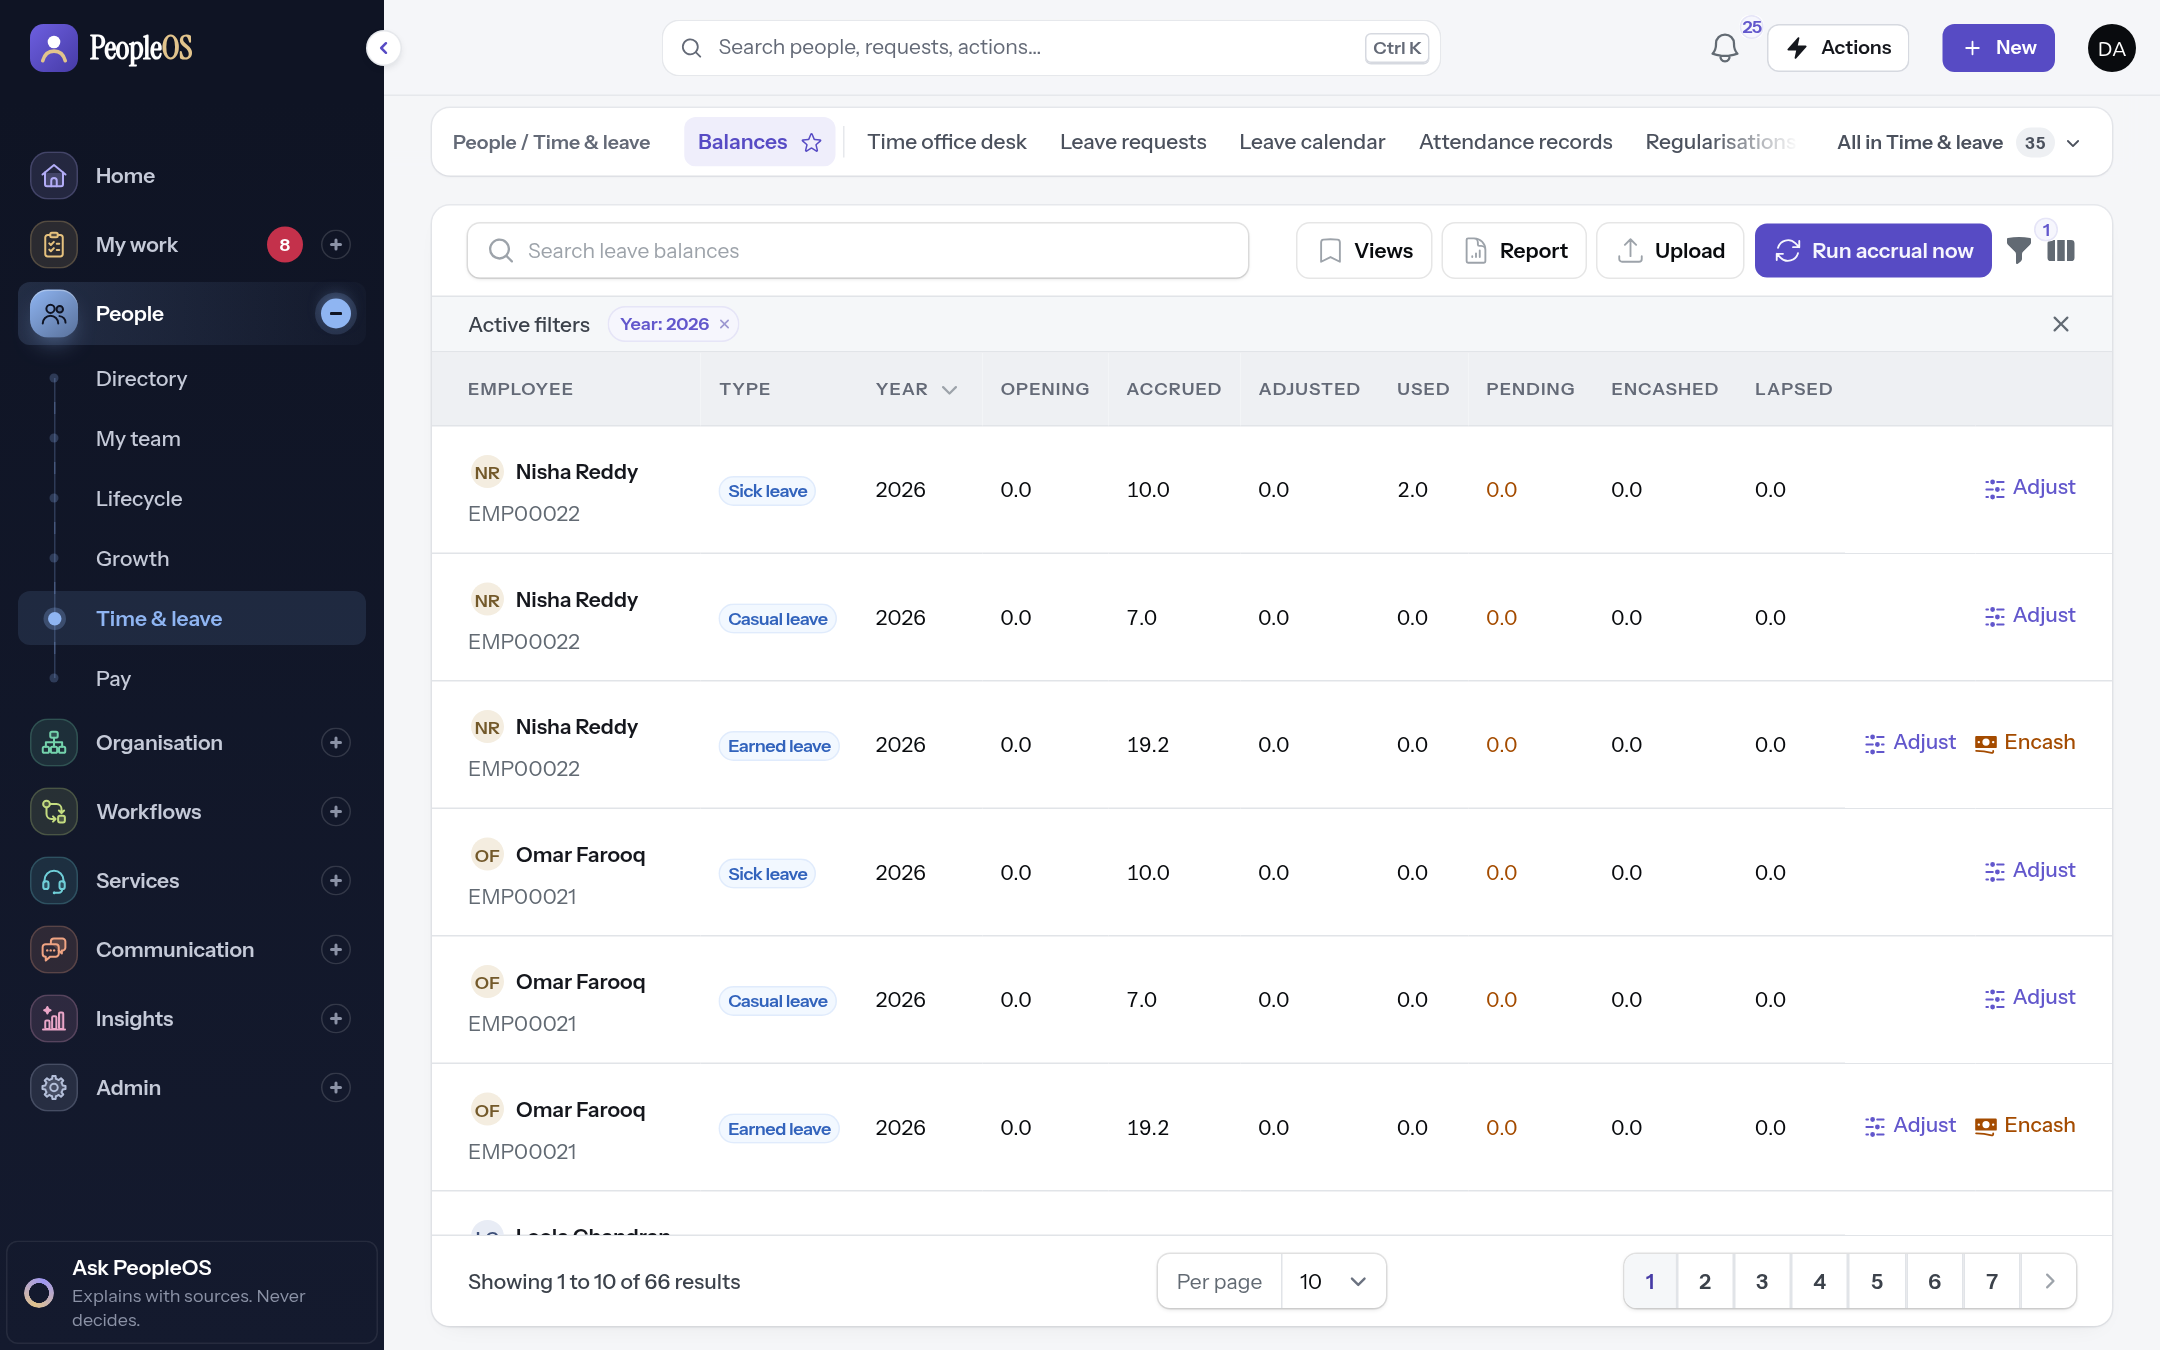 PeopleOS
Search people, requests, actions...
Ctrl K
25
Actions
New
DA
Home
My work
8
People
Directory
My team
Lifecycle
Growth
Time & leave
Pay
Organisation
Workflows
Services
Communication
Insights
Admin
Ask PeopleOS
Explains with sources. Never
decides.
People / Time & leave
Balances
Time office desk
Leave requests
Leave calendar
Attendance records
Regularisations
All in Time & leave
35
Search leave balances
Views
Report
Upload
Run accrual now
1
Active filters
Year: 2026
EMPLOYEE TYPE YEAR OPENING ACCRUED ADJUSTED USED PENDING ENCASHED LAPSED
NR Nisha Reddy
EMP00022
Sick leave 2026 0.0 10.0 0.0 2.0 0.0 0.0 0.0 Adjust
NR Nisha Reddy
EMP00022
Casual leave 2026 0.0 7.0 0.0 0.0 0.0 0.0 0.0 Adjust
NR Nisha Reddy
EMP00022
Earned leave 2026 0.0 19.2 0.0 0.0 0.0 0.0 0.0 Adjust Encash
OF Omar Farooq
EMP00021
Sick leave 2026 0.0 10.0 0.0 0.0 0.0 0.0 0.0 Adjust
OF Omar Farooq
EMP00021
Casual leave 2026 0.0 7.0 0.0 0.0 0.0 0.0 0.0 Adjust
OF Omar Farooq
EMP00021
Earned leave 2026 0.0 19.2 0.0 0.0 0.0 0.0 0.0 Adjust Encash
Showing 1 to 10 of 66 results
Per page 10
1 2 3 4 5 6 7